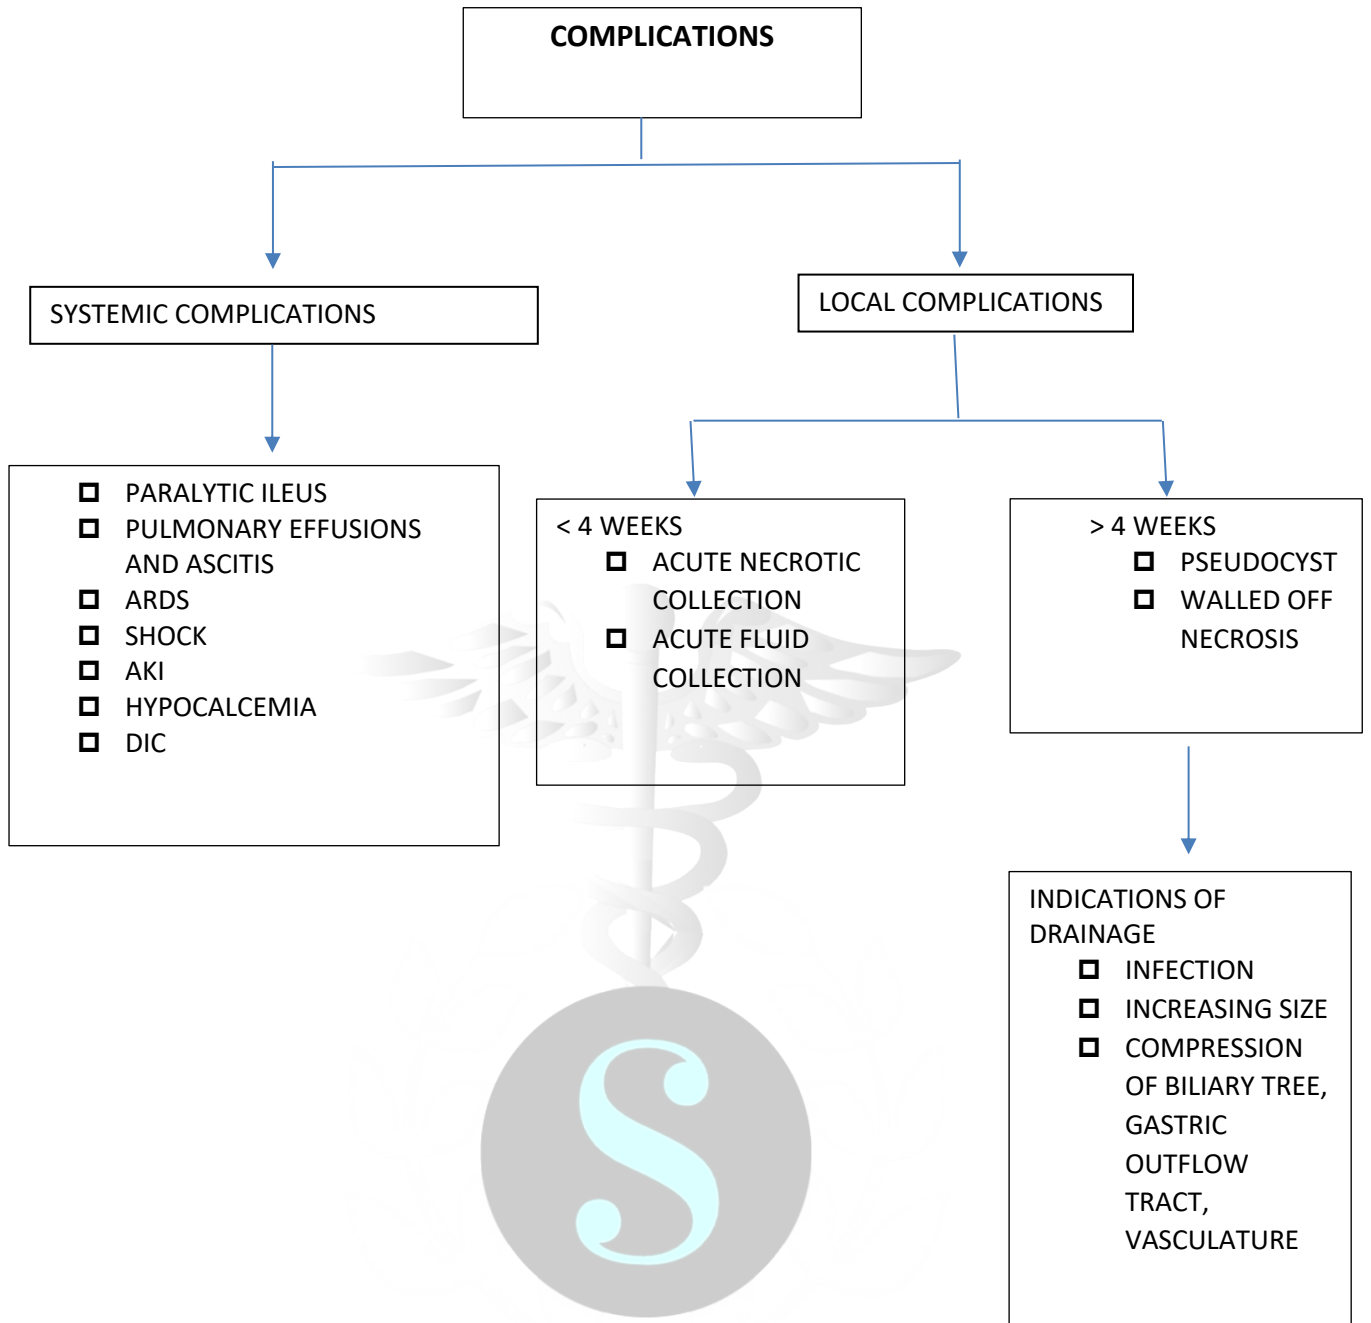 COMPLICATIONS
SYSTEMIC COMPLICATIONS
LOCAL COMPLICATIONS
PARALYTIC ILEUS
PULMONARY EFFUSIONS
AND ASCITIS
ARDS
SHOCK
AKI
HYPOCALCEMIA
DIC
< 4 WEEKS
ACUTE NECROTIC
COLLECTION
ACUTE FLUID
COLLECTION
> 4 WEEKS
PSEUDOCYST
WALLED OFF
NECROSIS
INDICATIONS OF
DRAINAGE
INFECTION
INCREASING SIZE
COMPRESSION
OF BILIARY TREE,
GASTRIC
OUTFLOW
TRACT,
VASCULATURE
S